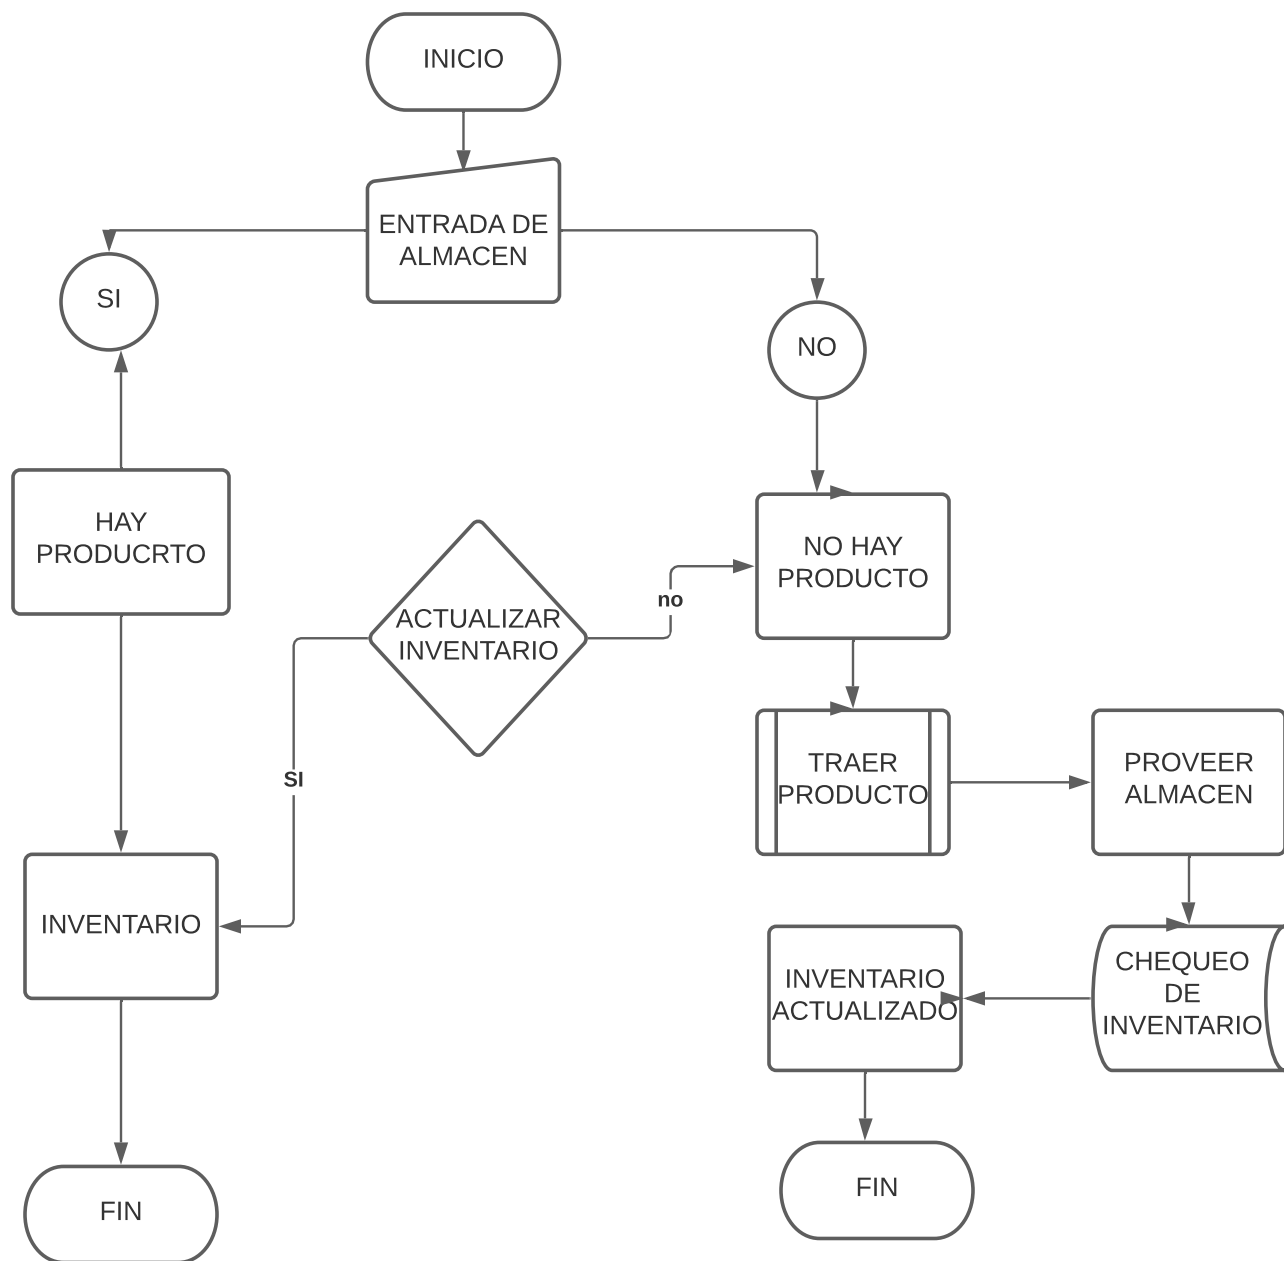 INICIO
ENTRADA DE
ALMACEN
SI
NO
HAY
PRODUCRTO
NO HAY
PRODUCTO
no
ACTUALIZAR
INVENTARIO
SI
TRAER
PRODUCTO
PROVEER
ALMACEN
INVENTARIO
CHEQUEO
DE
INVENTARIO
INVENTARIO
ACTUALIZADO
FIN
FIN